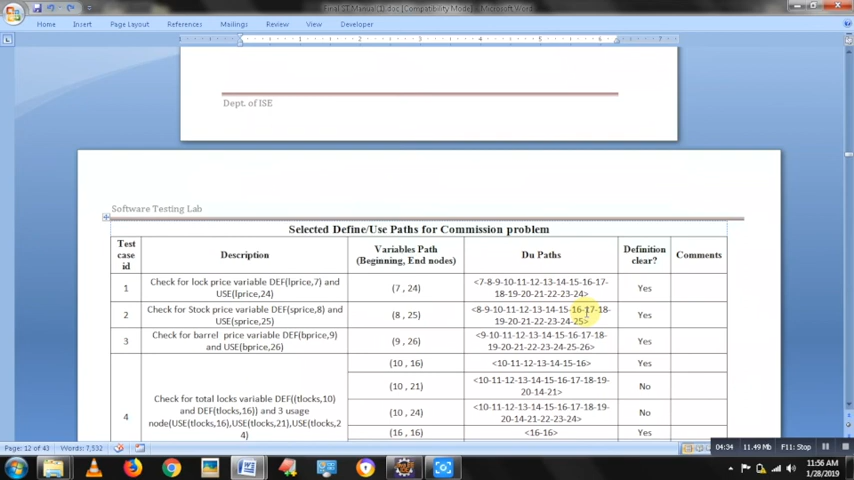 Final ST Manual (1).doc [Compatibility Mode] - Microsoft Word
Home Insert Page Layout References Mailings Review View Developer
Dept. of ISE
Software Testing Lab
Selected Define/Use Paths for Commission problem
Test case id Description Variables Path (Beginning, End nodes) Du Paths Definition clear? Comments
1 Check for lock price variable DEF(lprice,7) and USE(lprice,24) (7 , 24) <7-8-9-10-11-12-13-14-15-16-17-18-19-20-21-22-23-24> Yes
2 Check for Stock price variable DEF(sprice,8) and USE(sprice,25) (8 , 25) <8-9-10-11-12-13-14-15-16-17-18-19-20-21-22-23-24-25> Yes
3 Check for barrel price variable DEF(bprice,9) and USE(bprice,26) (9 , 26) <9-10-11-12-13-14-15-16-17-18-19-20-21-22-23-24-25-26> Yes
4 Check for total locks variable DEF((tlocks,10) and DEF(tlocks,16)) and 3 usage node(USE(tlocks,16),USE(tlocks,21),USE(tlocks,24) (10 , 16) <10-11-12-13-14-15-16> Yes
(10 , 21) <10-11-12-13-14-15-16-17-18-19-20-14-21> No
(10 , 24) <10-11-12-13-14-15-16-17-18-19-20-14-21-22-23-24> No
(16 , 16) <16-16> Yes
Page: 12 of 43 Words: 7,532
04:34 11.49 MB F11: Stop
11:56 AM
1/28/2019